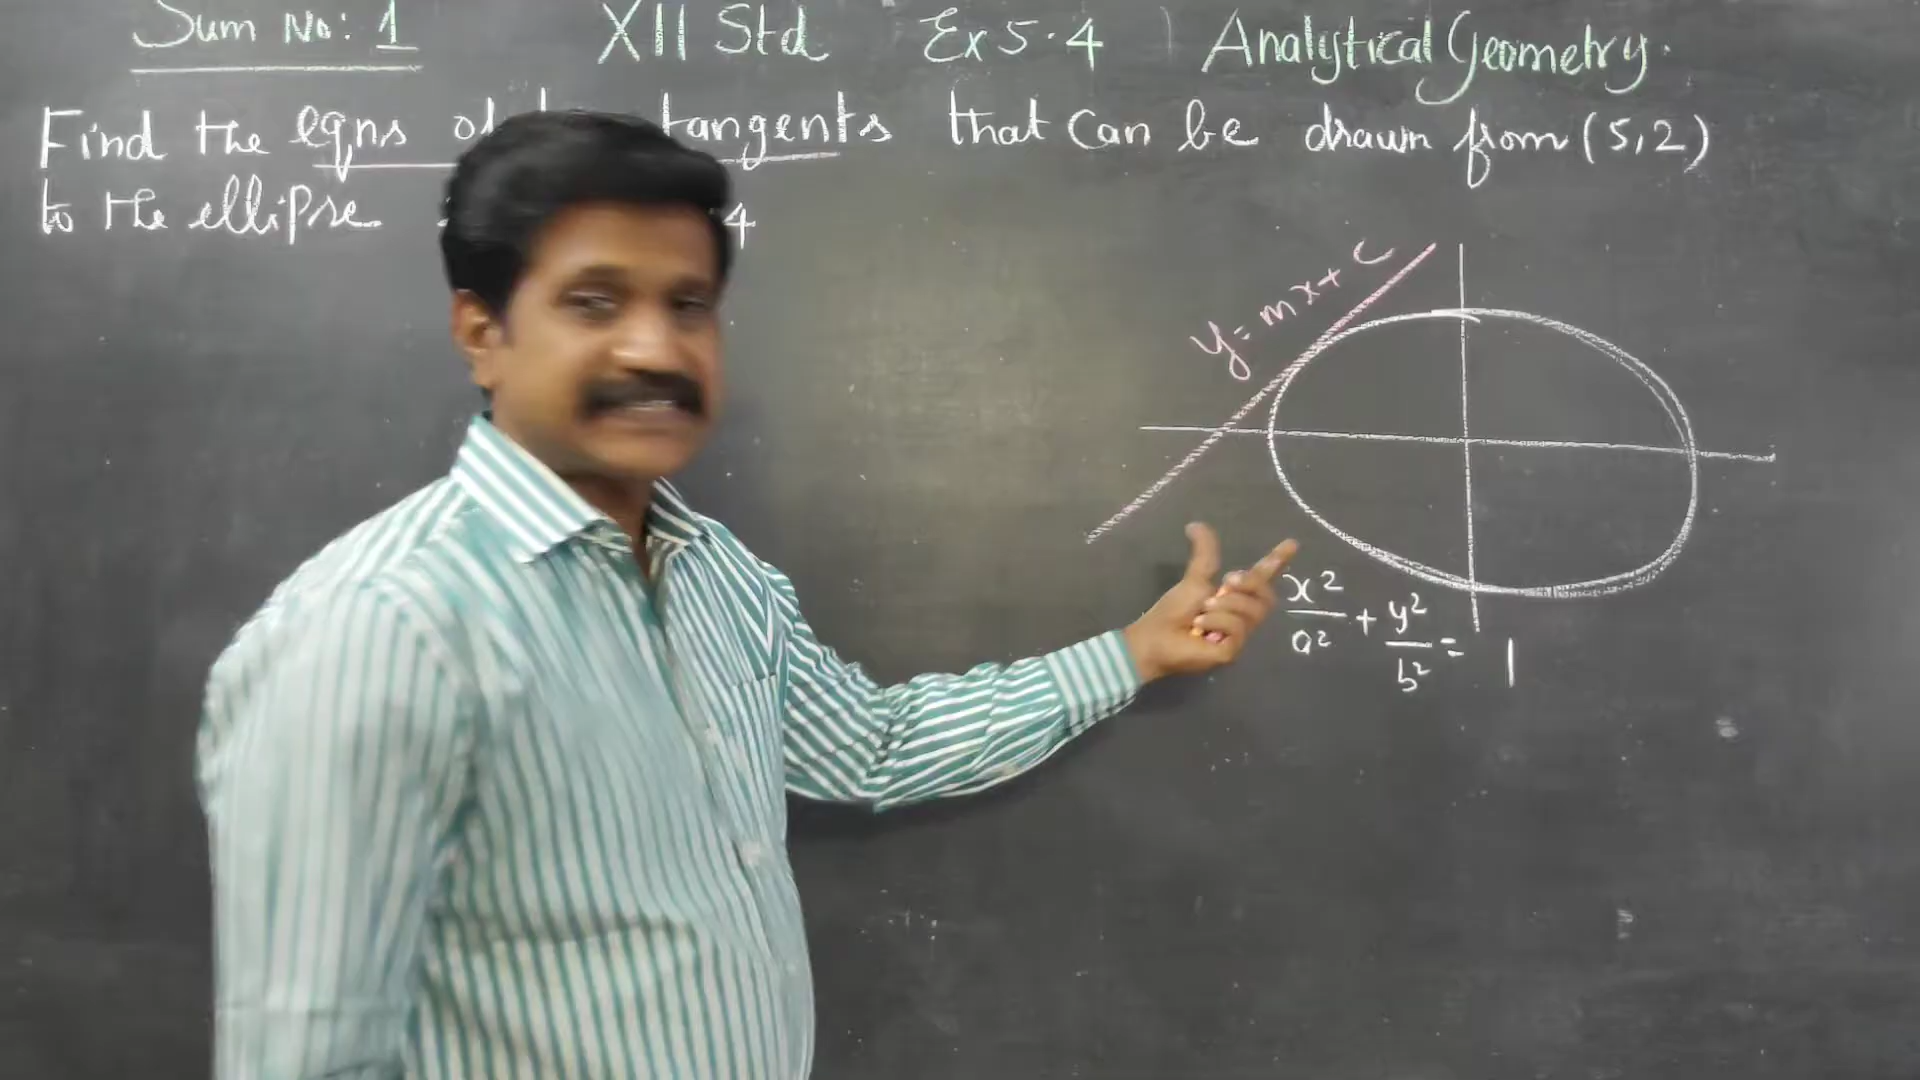 Sum No: 1 XII Std Ex 5.4 Analytical Geometry.
Find the eqns of tangents that can be drawn from (5,2)
to the ellipse 4
y = mx + c
x²/a² + y²/b² = 1